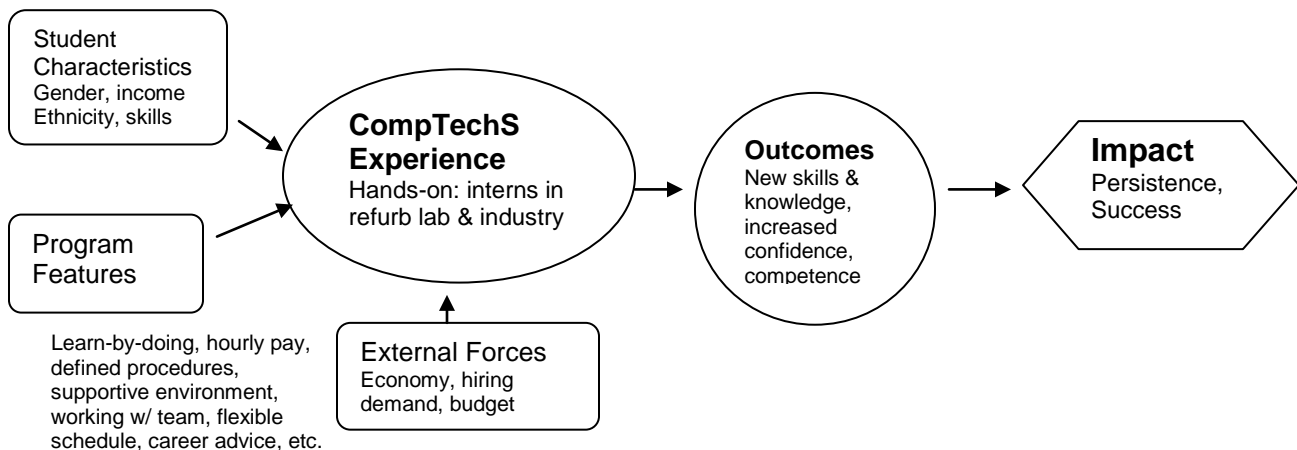 Student
Characteristics
Gender, income
Ethnicity, skills
Program
Features
Learn-by-doing, hourly pay,
defined procedures,
supportive environment,
working w/ team, flexible
schedule, career advice, etc.
CompTechS
Experience
Hands-on: interns in
refurb lab & industry
External Forces
Economy, hiring
demand, budget
Outcomes
New skills &
knowledge,
increased
confidence,
competence
Impact
Persistence,
Success